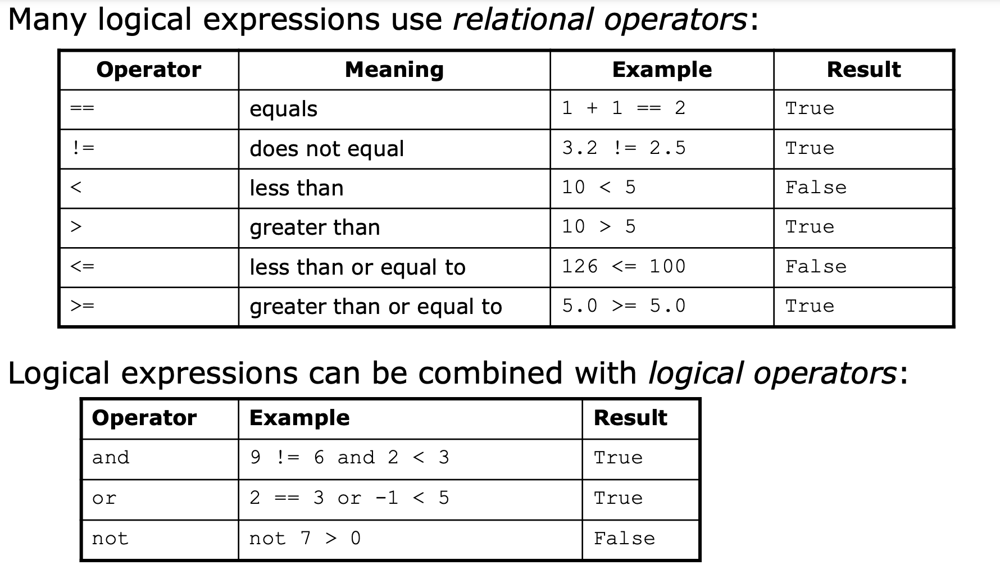 Many logical expressions use relational operators:
Operator Meaning Example Result
== equals 1 + 1 == 2 True
!= does not equal 3.2 != 2.5 True
< less than 10 < 5 False
> greater than 10 > 5 True
<= less than or equal to 126 <= 100 False
>= greater than or equal to 5.0 >= 5.0 True
Logical expressions can be combined with logical operators:
Operator Example Result
and 9 != 6 and 2 < 3 True
or 2 == 3 or -1 < 5 True
not not 7 > 0 False